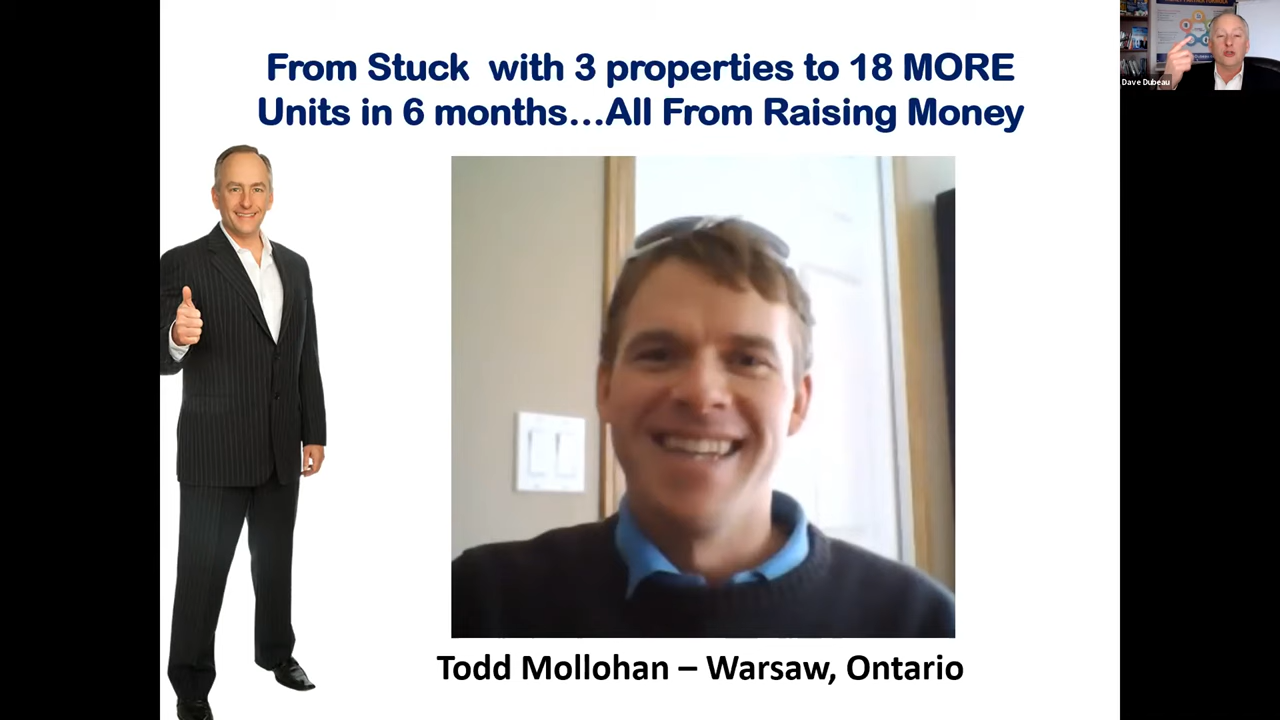 From Stuck  with 3 properties to 18 MORE
Units in 6 months...All From Raising Money
Dave Dubeau
Todd Mollohan – Warsaw, Ontario